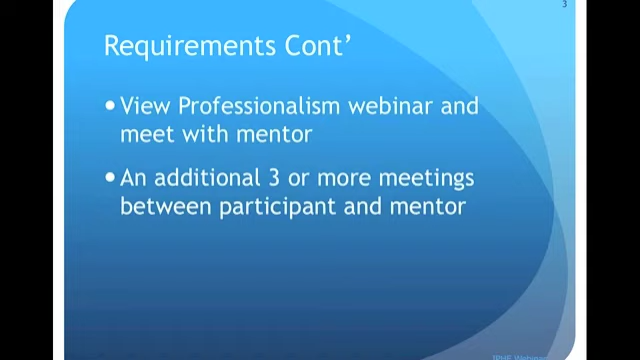 3
Requirements Cont’
• View Professionalism webinar and
meet with mentor
• An additional 3 or more meetings
between participant and mentor